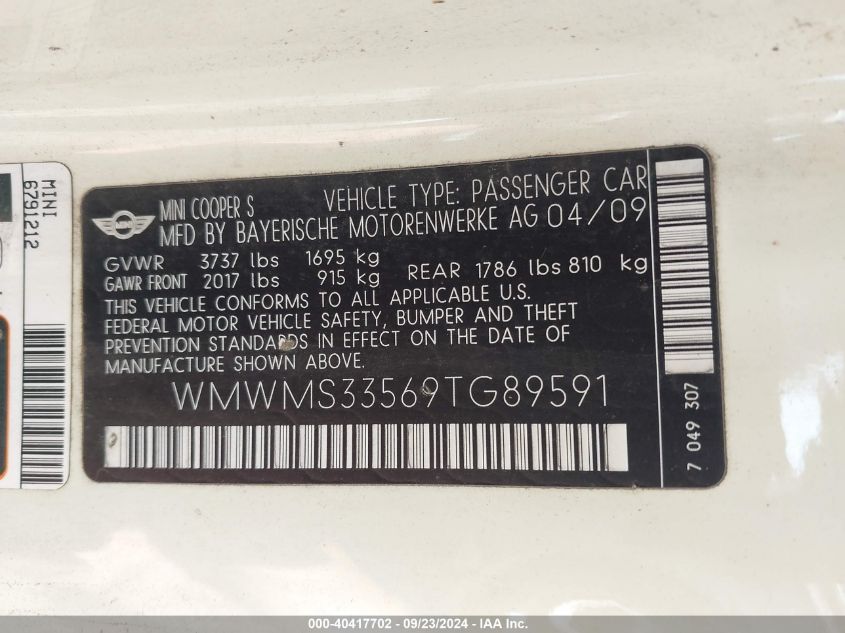 MINI
6791212
MINI
MINI COOPER S VEHICLE TYPE: PASSENGER CAR
MFD BY BAYERISCHE MOTORENWERKE AG 04/09
GVWR 3737 lbs 1695 kg
GAWR FRONT 2017 lbs 915 kg REAR 1786 lbs 810 kg
THIS VEHICLE CONFORMS TO ALL APPLICABLE U.S.
FEDERAL MOTOR VEHICLE SAFETY, BUMPER AND THEFT
PREVENTION STANDARDS IN EFFECT ON THE DATE OF
MANUFACTURE SHOWN ABOVE.
WMWMS33569TG89591
7 049 307
000-40417702 - 09/23/2024 - IAA Inc.